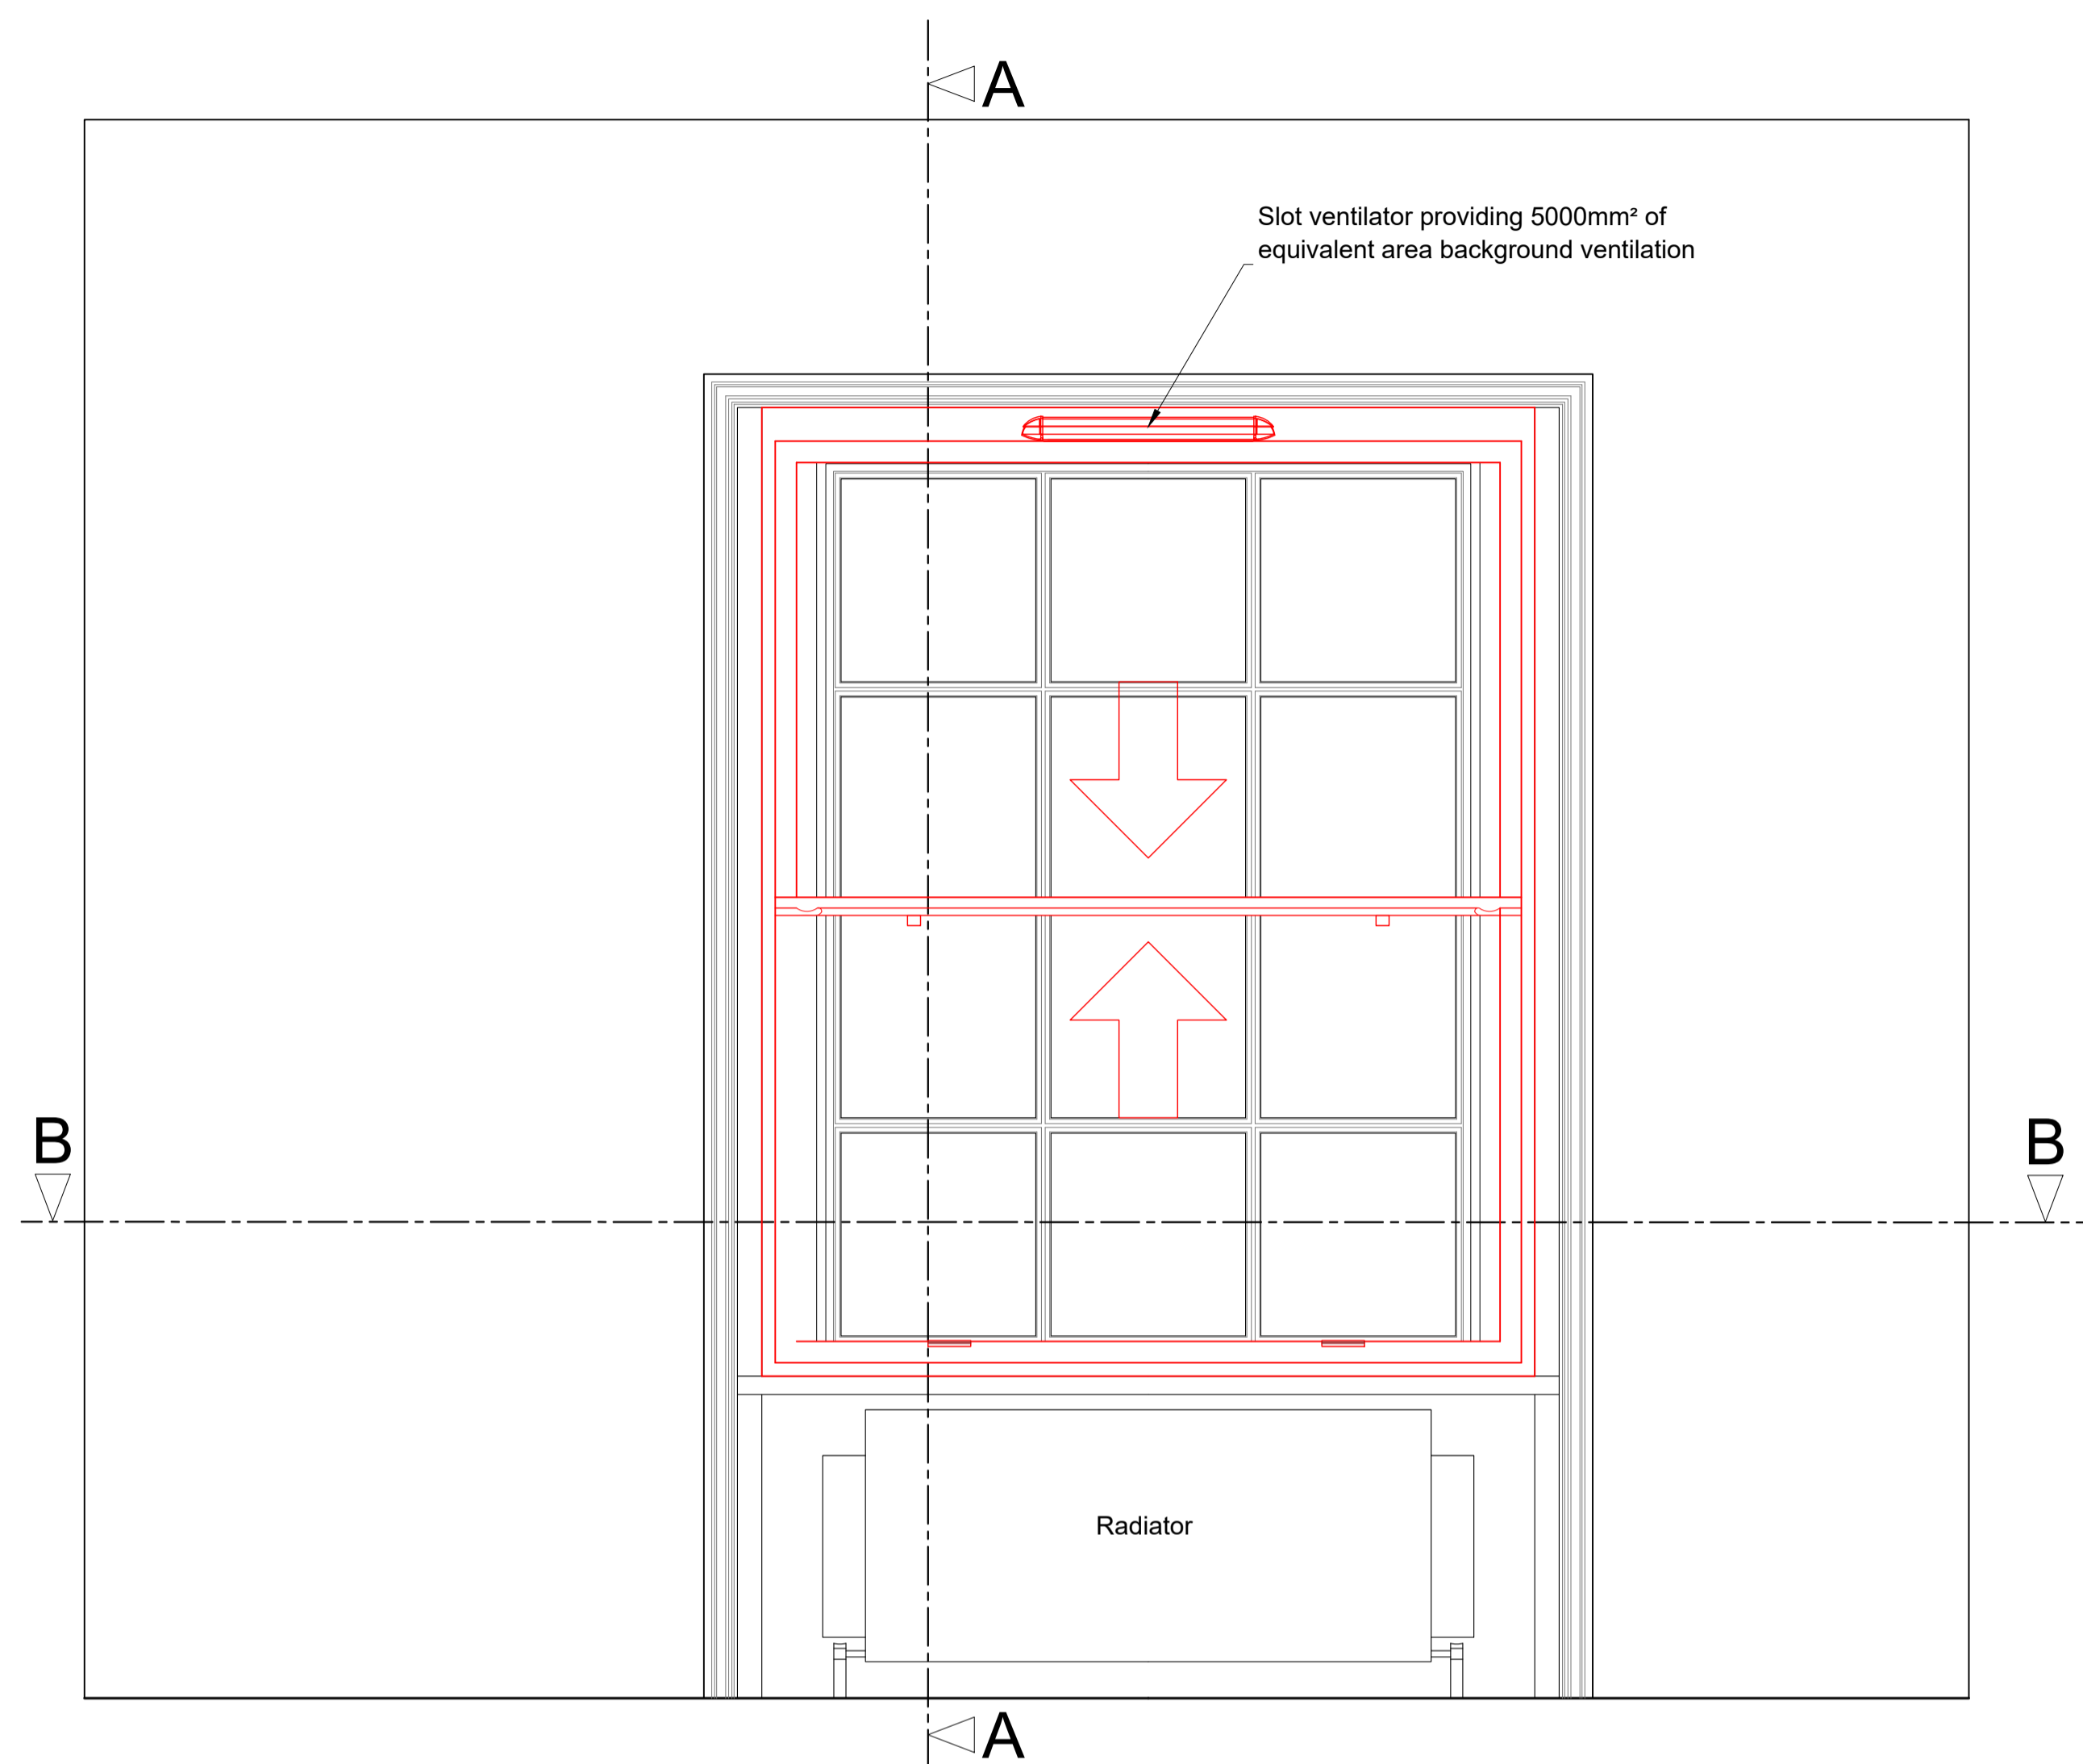 A
Slot ventilator providing 5000mm² of
equivalent area background ventilation
B
B
Radiator
A